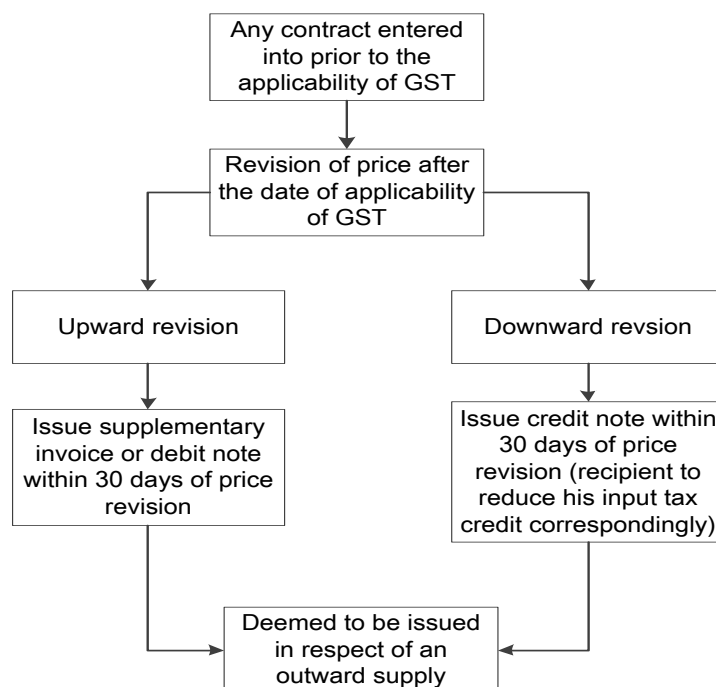 Any contract entered
into prior to the
applicability of GST
Revision of price after
the date of applicability
of GST
Upward revision
Downward revsion
Issue supplementary
invoice or debit note
within 30 days of price
revision
Issue credit note within
30 days of price
revision (recipient to
reduce his input tax
credit correspondingly)
Deemed to be issued
in respect of an
outward supply